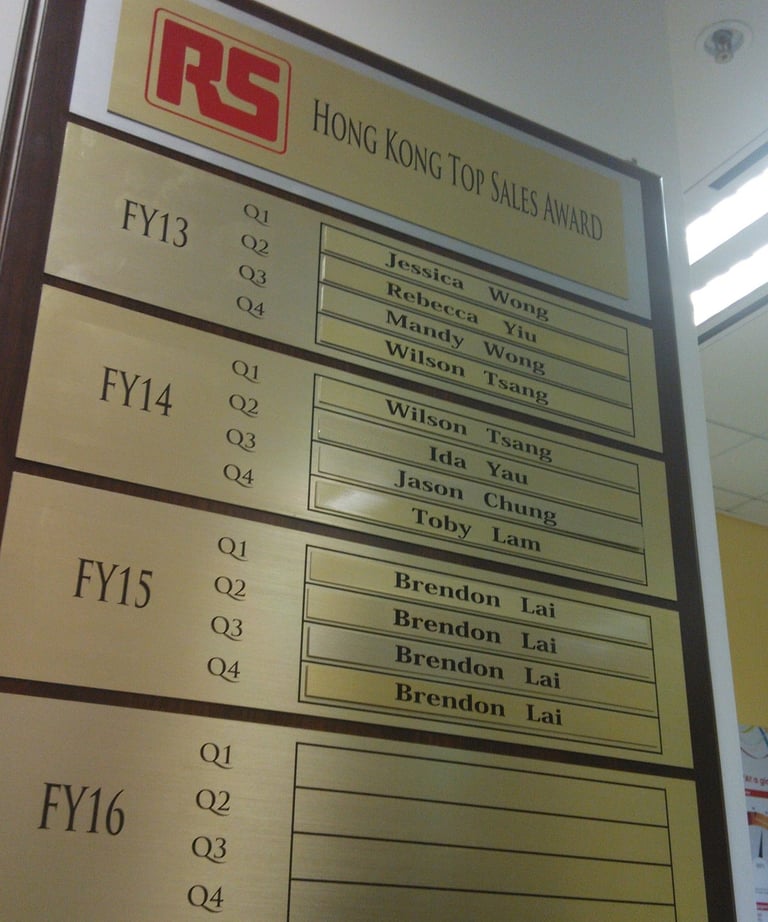 RS HONG KONG TOP SALES AWARD
FY13
Q1 Jessica Wong
Q2 Rebecca Yiu
Q3 Mandy Wong
Q4 Wilson Tsang
FY14
Q1 Wilson Tsang
Q2 Ida Yau
Q3 Jason Chung
Q4 Toby Lam
FY15
Q1 Brendon Lai
Q2 Brendon Lai
Q3 Brendon Lai
Q4 Brendon Lai
FY16
Q1
Q2
Q3
Q4